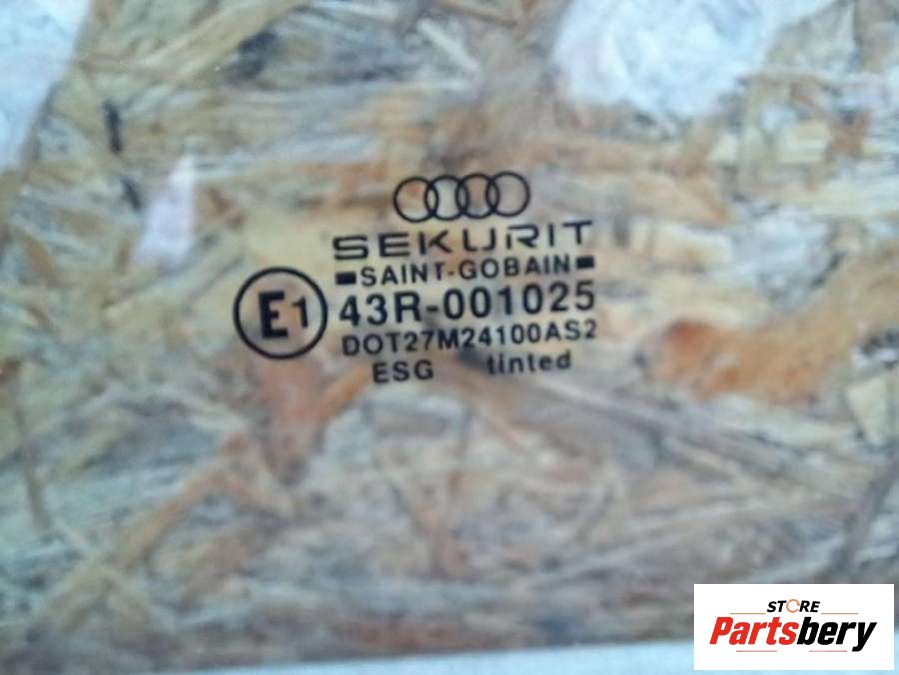 SEKURIT
SAINT-GOBAIN
E1 43R-001025
DOT27M24100AS2
ESG tinted
STORE
Partsbery